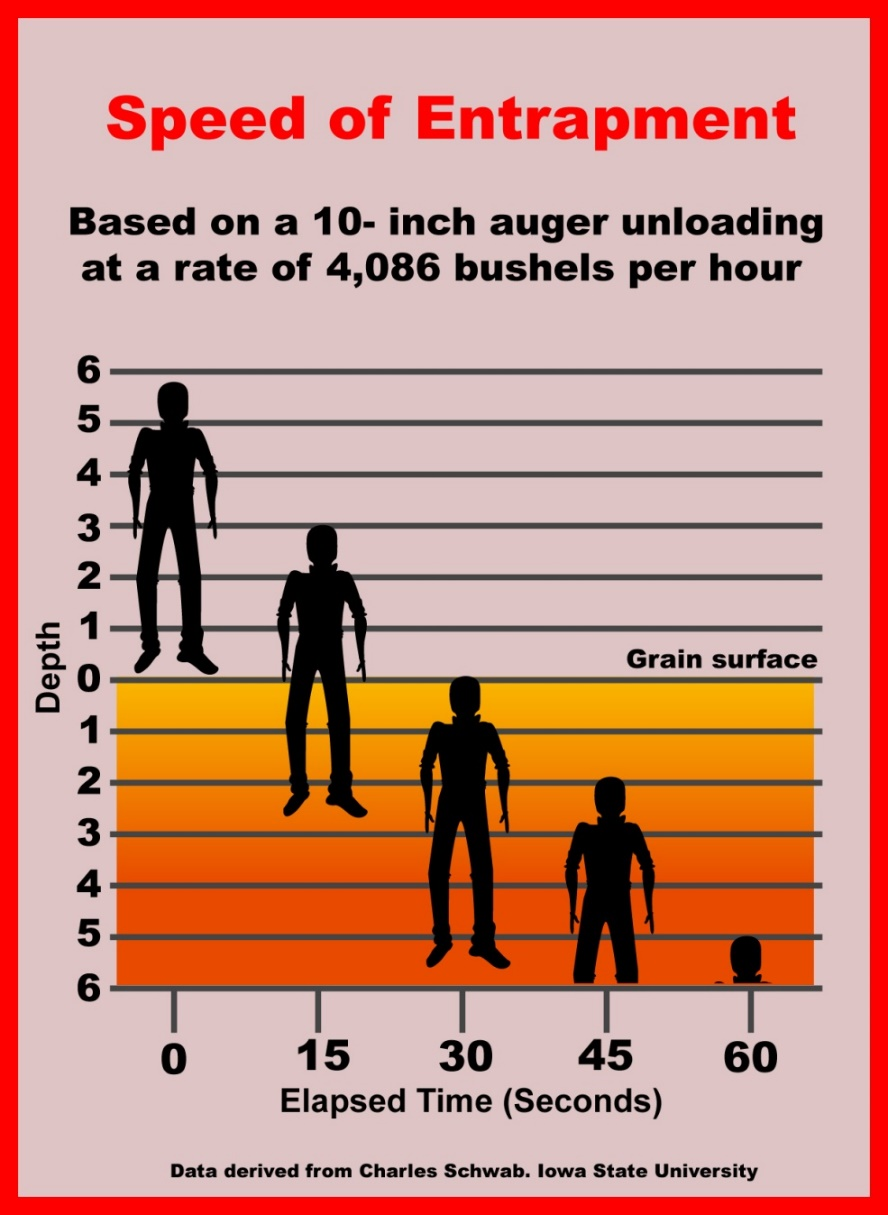 Speed of Entrapment
Based on a 10- inch auger unloading
at a rate of 4,086 bushels per hour
6
5
4
3
2
1
Grain surface
0
1
2
3
4
5
6
Depth
0 15 30 45 60
Elapsed Time (Seconds)
Data derived from Charles Schwab. Iowa State University